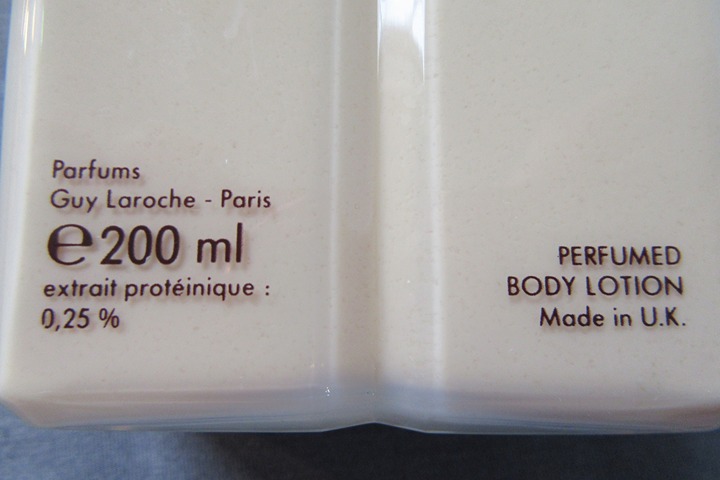 Parfums
Guy Laroche - Paris
℮200 ml
extrait protéinique :
0,25 %
PERFUMED
BODY LOTION
Made in U.K.